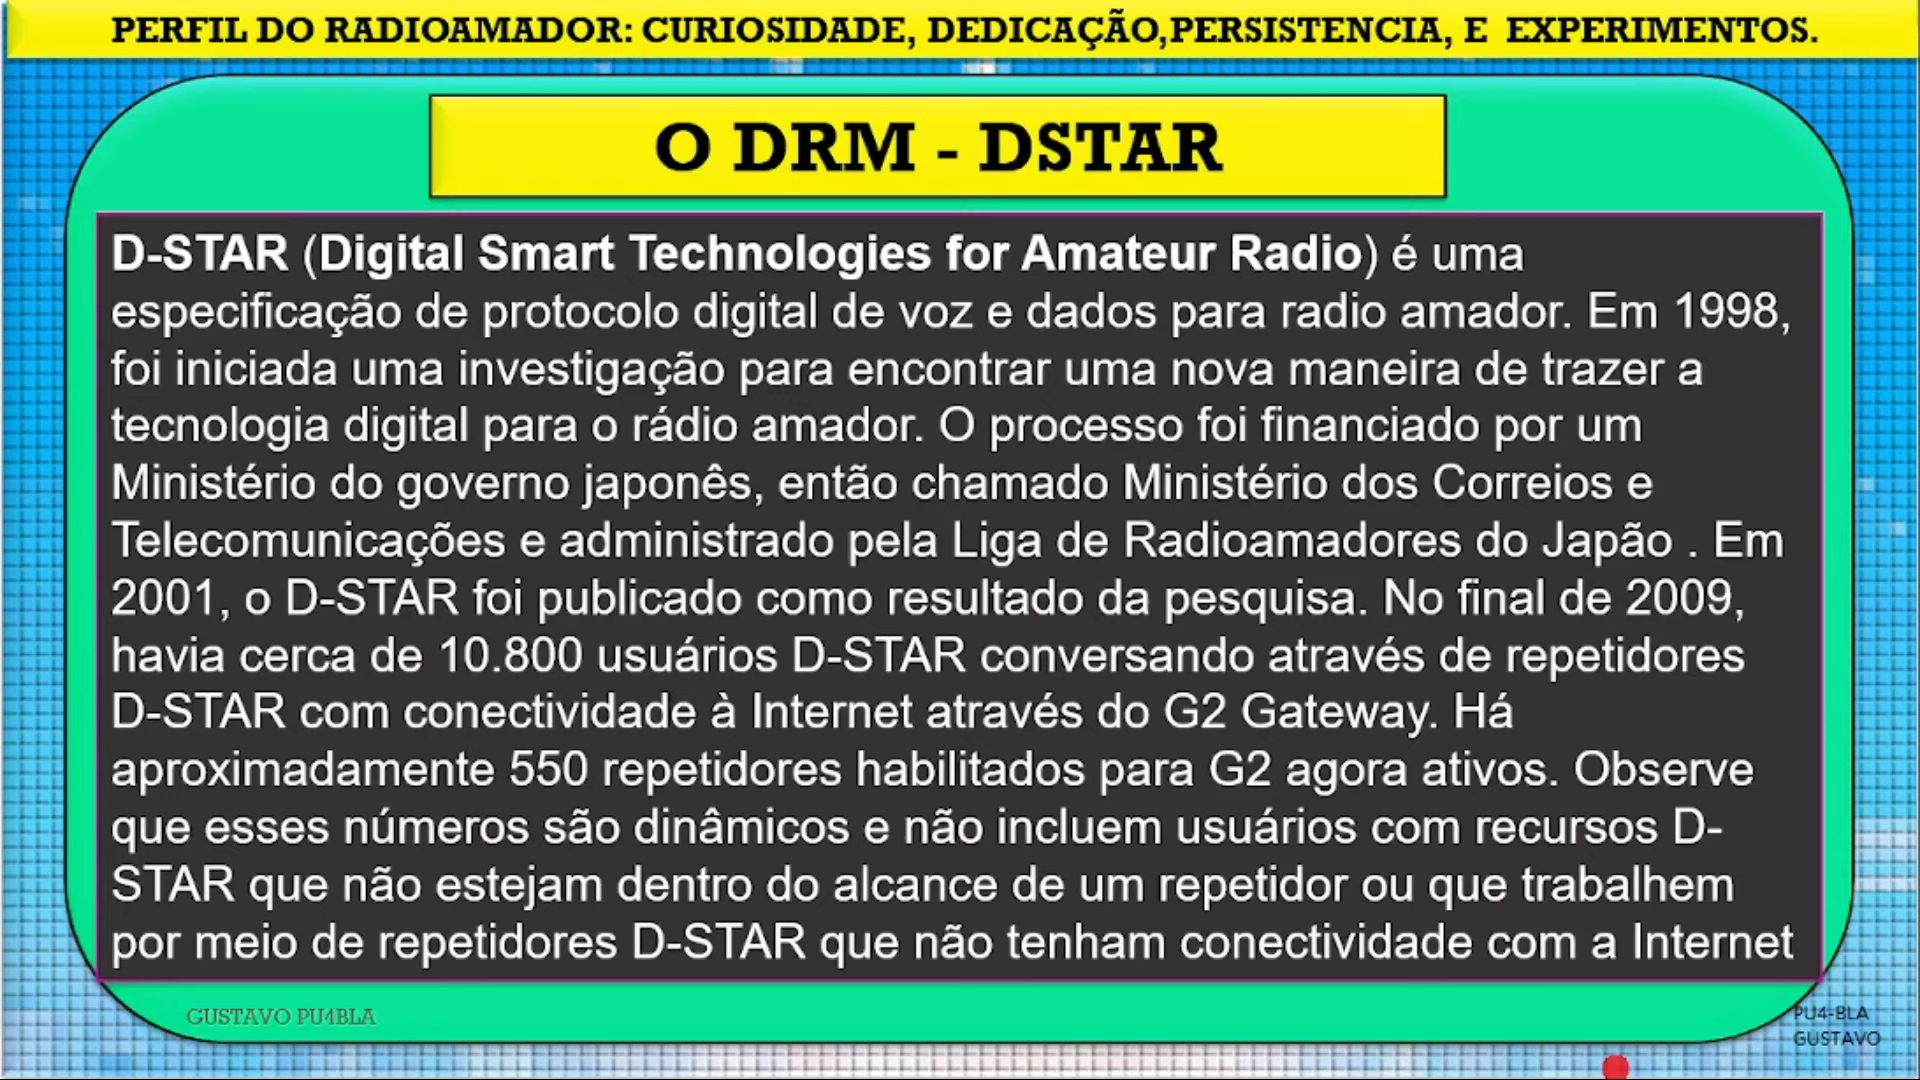 PERFIL DO RADIOAMADOR: CURIOSIDADE, DEDICAÇÃO,PERSISTENCIA, E EXPERIMENTOS.
O DRM - DSTAR
D-STAR (Digital Smart Technologies for Amateur Radio) é uma
especificação de protocolo digital de voz e dados para radio amador. Em 1998,
foi iniciada uma investigação para encontrar uma nova maneira de trazer a
tecnologia digital para o rádio amador. O processo foi financiado por um
Ministério do governo japonês, então chamado Ministério dos Correios e
Telecomunicações e administrado pela Liga de Radioamadores do Japão . Em
2001, o D-STAR foi publicado como resultado da pesquisa. No final de 2009,
havia cerca de 10.800 usuários D-STAR conversando através de repetidores
D-STAR com conectividade à Internet através do G2 Gateway. Há
aproximadamente 550 repetidores habilitados para G2 agora ativos. Observe
que esses números são dinâmicos e não incluem usuários com recursos D-
STAR que não estejam dentro do alcance de um repetidor ou que trabalhem
por meio de repetidores D-STAR que não tenham conectividade com a Internet
GUSTAVO PU4BLA
PU4-BLA
GUSTAVO